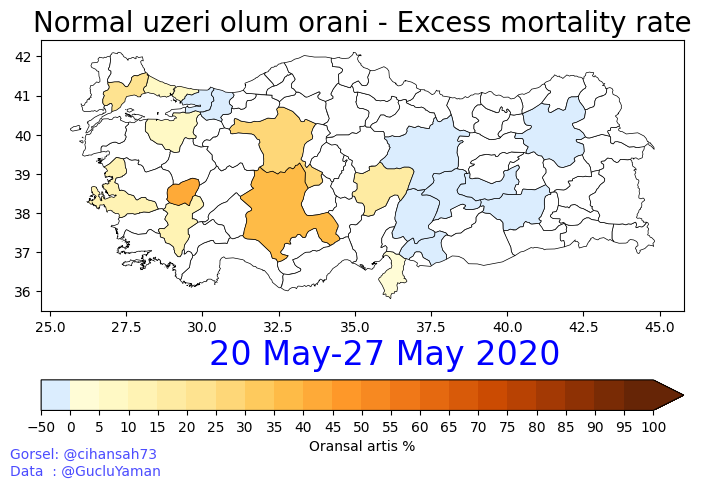 Normal uzeri olum orani - Excess mortality rate
42
41
40
39
38
37
36
25.0 27.5 30.0 32.5 35.0 37.5 40.0 42.5 45.0
20 May-27 May 2020
−50 0 5 10 15 20 25 30 35 40 45 50 55 60 65 70 75 80 85 90 95 100
Oransal artis %
Gorsel: @cihansah73
Data  : @GucluYaman